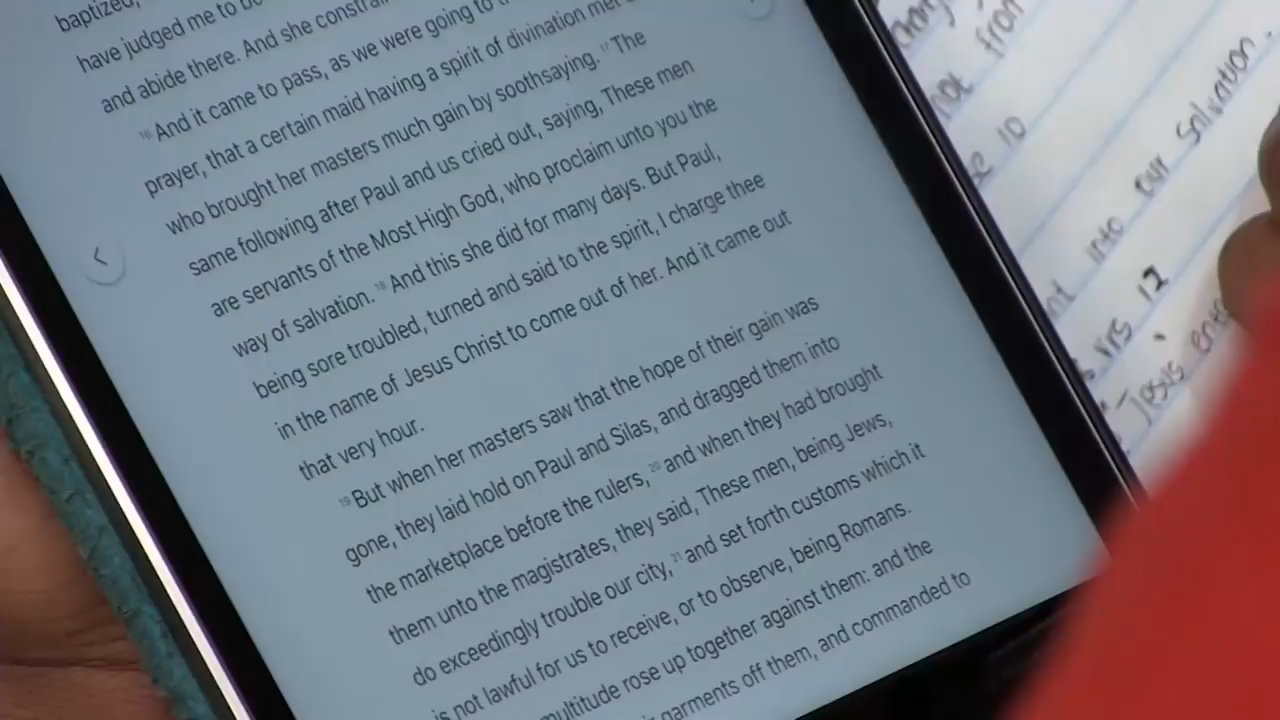 baptized,
have judged me to be
and abide there. And she constrai
¹⁶ And it came to pass, as we were going to
prayer, that a certain maid having a spirit of divination met
who brought her masters much gain by soothsaying. ¹⁷ The
same following after Paul and us cried out, saying, These men
are servants of the Most High God, who proclaim unto you the
way of salvation. ¹⁸ And this she did for many days. But Paul,
being sore troubled, turned and said to the spirit, I charge thee
in the name of Jesus Christ to come out of her. And it came out
that very hour.
¹⁹ But when her masters saw that the hope of their gain was
gone, they laid hold on Paul and Silas, and dragged them into
the marketplace before the rulers, ²⁰ and when they had brought
them unto the magistrates, they said, These men, being Jews,
do exceedingly trouble our city, ²¹ and set forth customs which it
is not lawful for us to receive, or to observe, being Romans.
multitude rose up together against them: and the
garments off them, and commanded to
from
not
10
into our Salvation.
vrs 12
Jesus